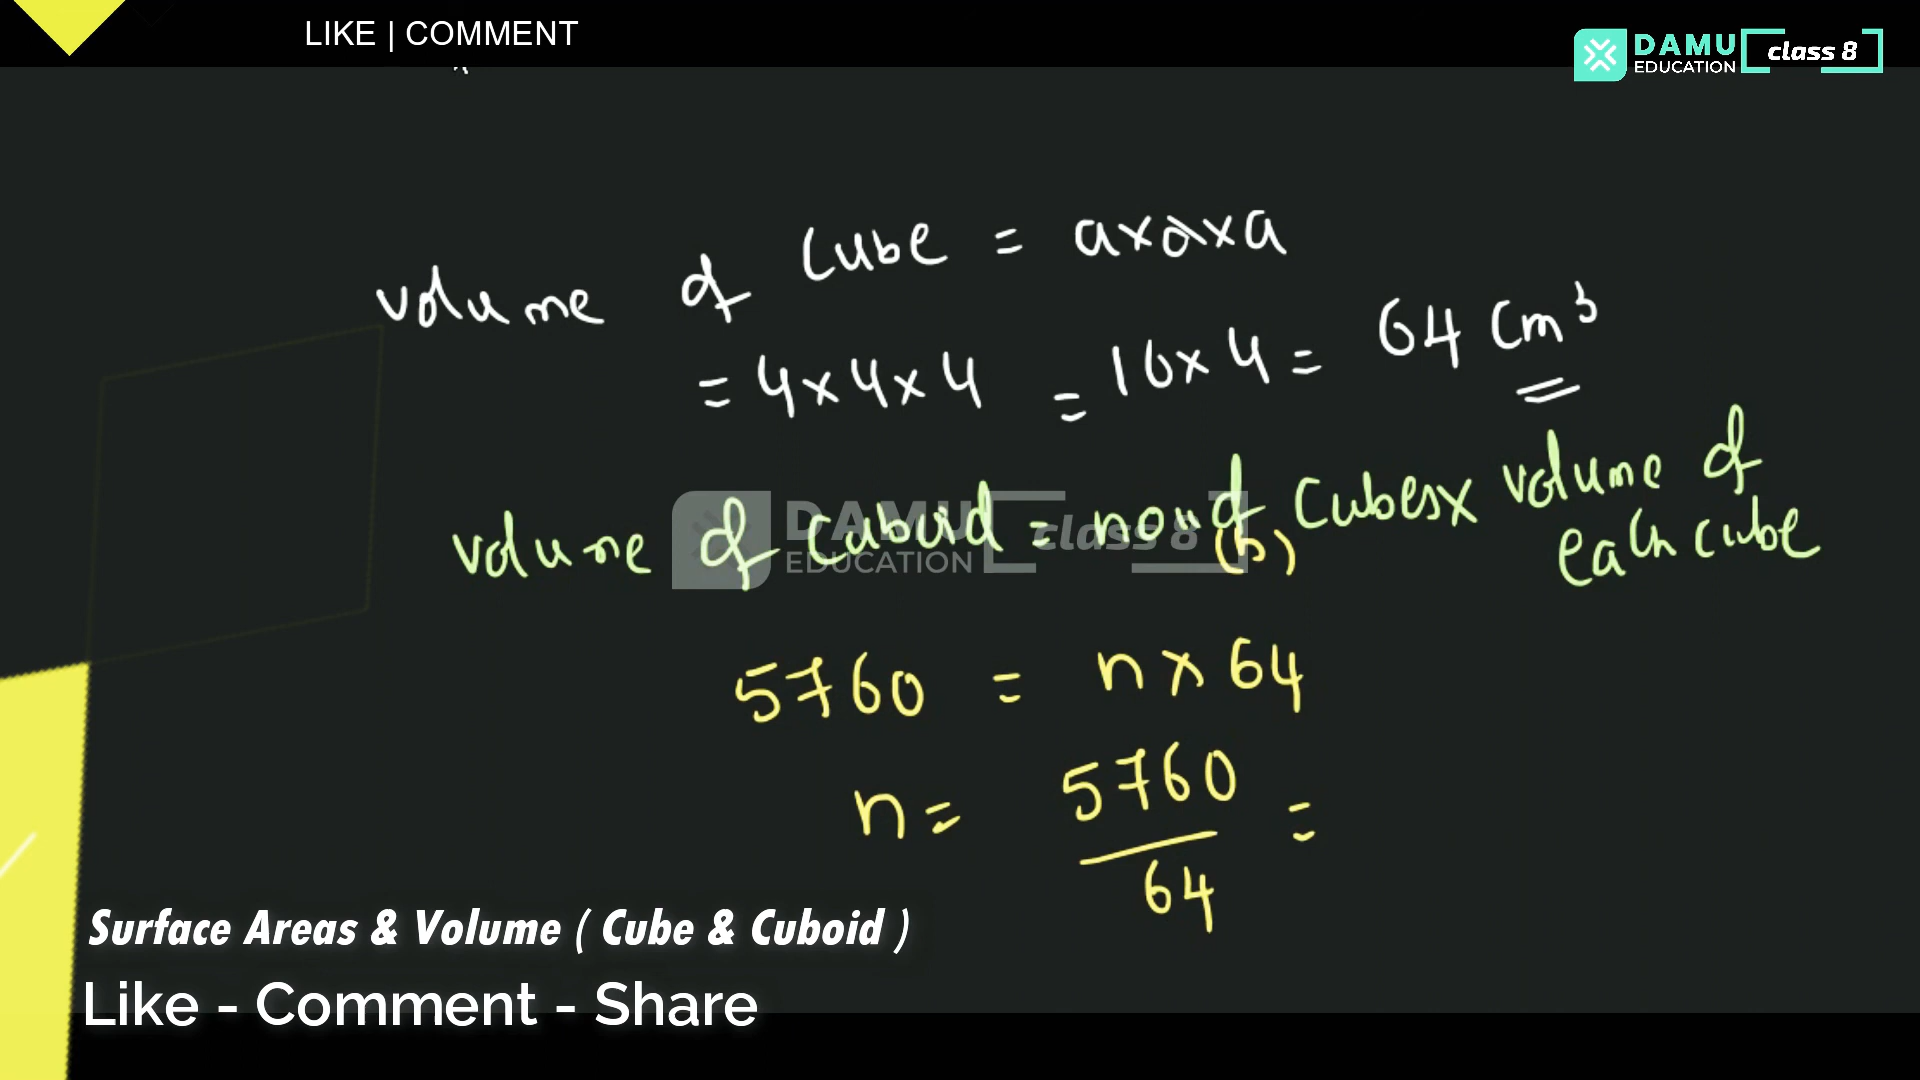 LIKE | COMMENT
DAMU
EDUCATION
class 8
volume of Cube = a×a×a
= 4×4×4 = 16×4 = 64 cm³
volume of cuboid = no of cubes× volume of
(n)
each cube
DAMU
EDUCATION
class 8
5760 = n×64
n = 5760/64 =
Surface Areas & Volume ( Cube & Cuboid )
Like - Comment - Share